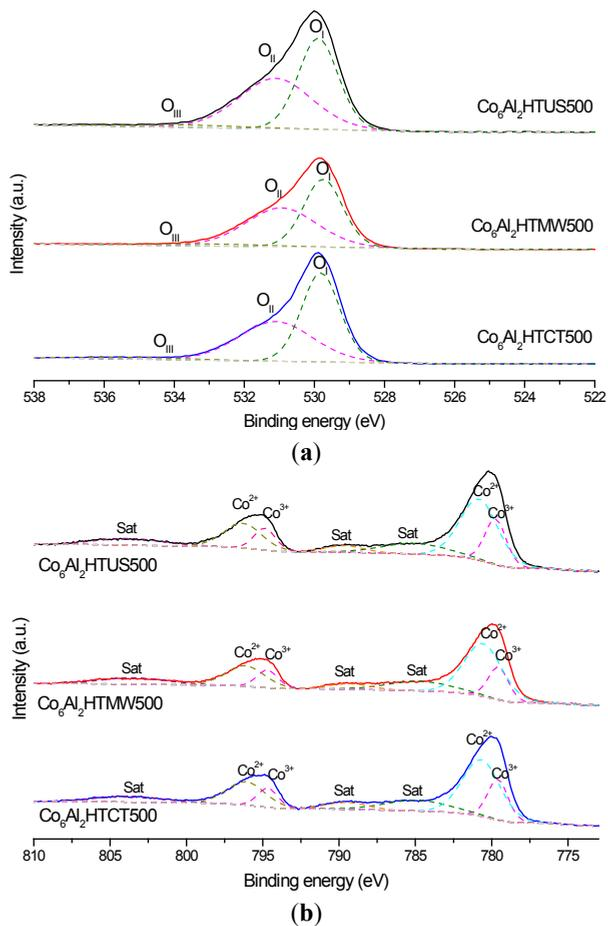 O_I
O_II
O_III
Co6Al2HTUS500
O_I
O_II
O_III
Co6Al2HTMW500
O_I
O_II
O_III
Co6Al2HTCT500
Intensity (a.u.)
538 536 534 532 530 528 526 524 522
Binding energy (eV)
(a)
Co2+ Co3+
Sat Co2+ Co3+ Sat Sat
Co6Al2HTUS500
Co2+ Co3+
Sat Co2+ Co3+ Sat Sat
Co6Al2HTMW500
Co2+ Co3+
Sat Co2+ Co3+ Sat Sat
Co6Al2HTCT500
Intensity (a.u.)
810 805 800 795 790 785 780 775
Binding energy (eV)
(b)